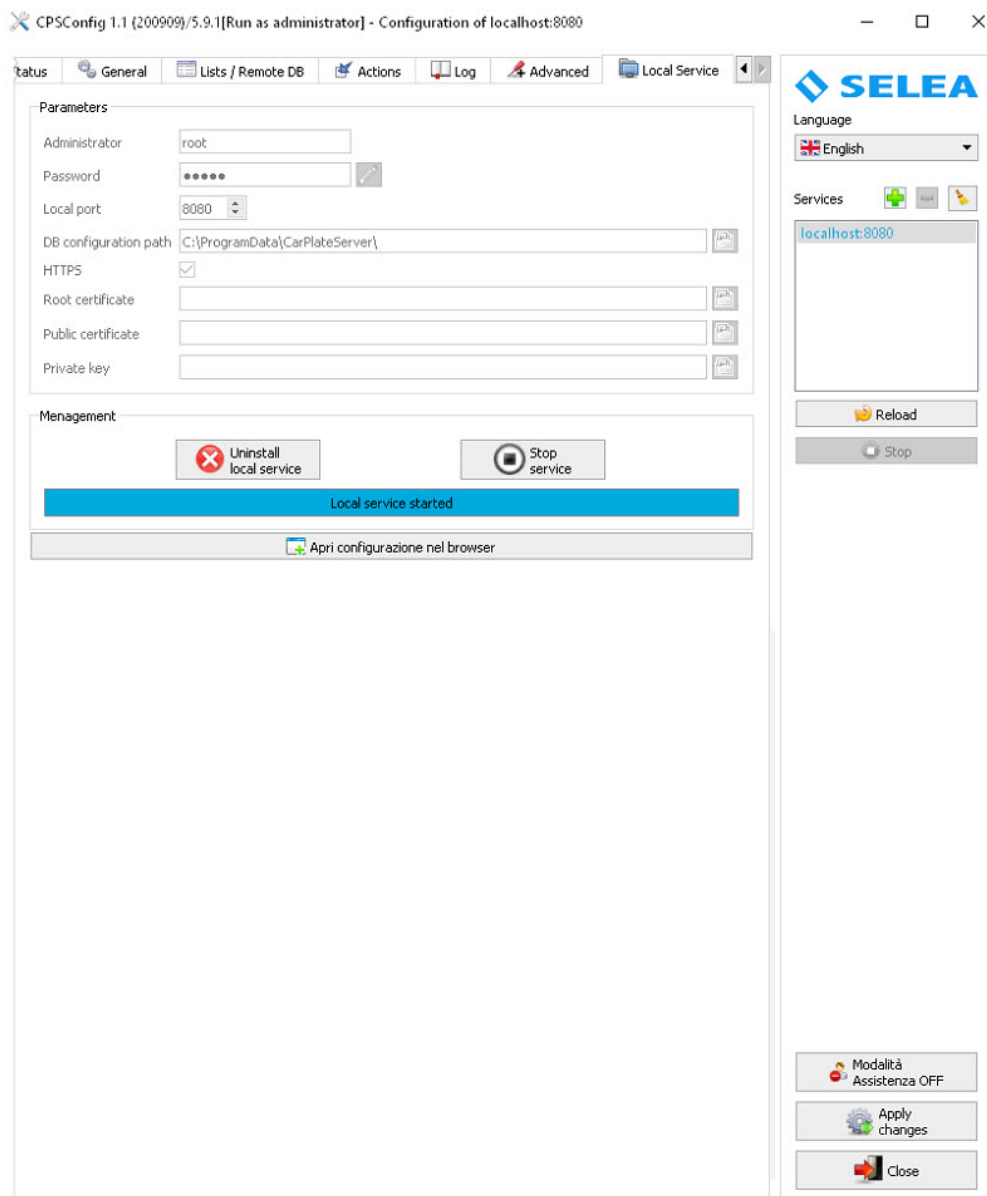 CPSConfig 1.1 (200909)/5.9.1[Run as administrator] - Configuration of localhost:8080
tatus General Lists / Remote DB Actions Log Advanced Local Service
SELEA
Language
English
Services
localhost:8080
Reload
Stop
Parameters
Administrator root
Password •••••
Local port 8080
DB configuration path C:\ProgramData\CarPlateServer\
HTTPS
Root certificate
Public certificate
Private key
Menagement
Uninstall
local service
Stop
service
Local service started
Apri configurazione nel browser
Modalità
Assistenza OFF
Apply
changes
Close